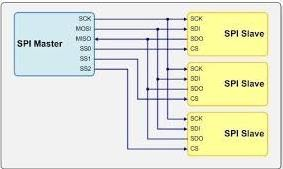 SPI Master
SCK
MOSI
MISO
SS0
SS1
SS2
SCK
SDI
SDO
CS
SPI Slave
SCK
SDI
SDO
CS
SPI Slave
SCK
SDI
SDO
CS
SPI Slave